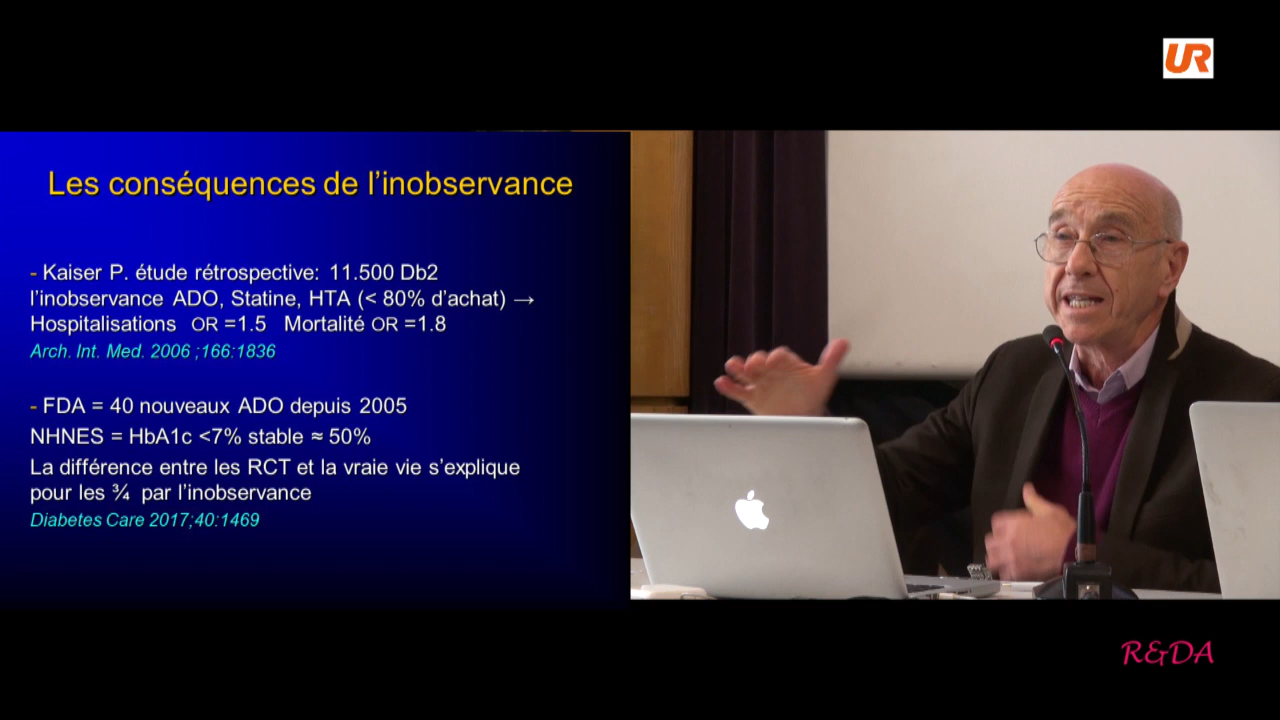 UR
Les conséquences de l'inobservance
- Kaiser P. étude rétrospective: 11.500 Db2
l'inobservance ADO, Statine, HTA (< 80% d'achat) →
Hospitalisations OR =1.5 Mortalité OR =1.8
Arch. Int. Med. 2006 ;166:1836
- FDA = 40 nouveaux ADO depuis 2005
NHNES = HbA1c <7% stable ≈ 50%
La différence entre les RCT et la vraie vie s'explique
pour les ¾ par l'inobservance
Diabetes Care 2017;40:1469
R&DA